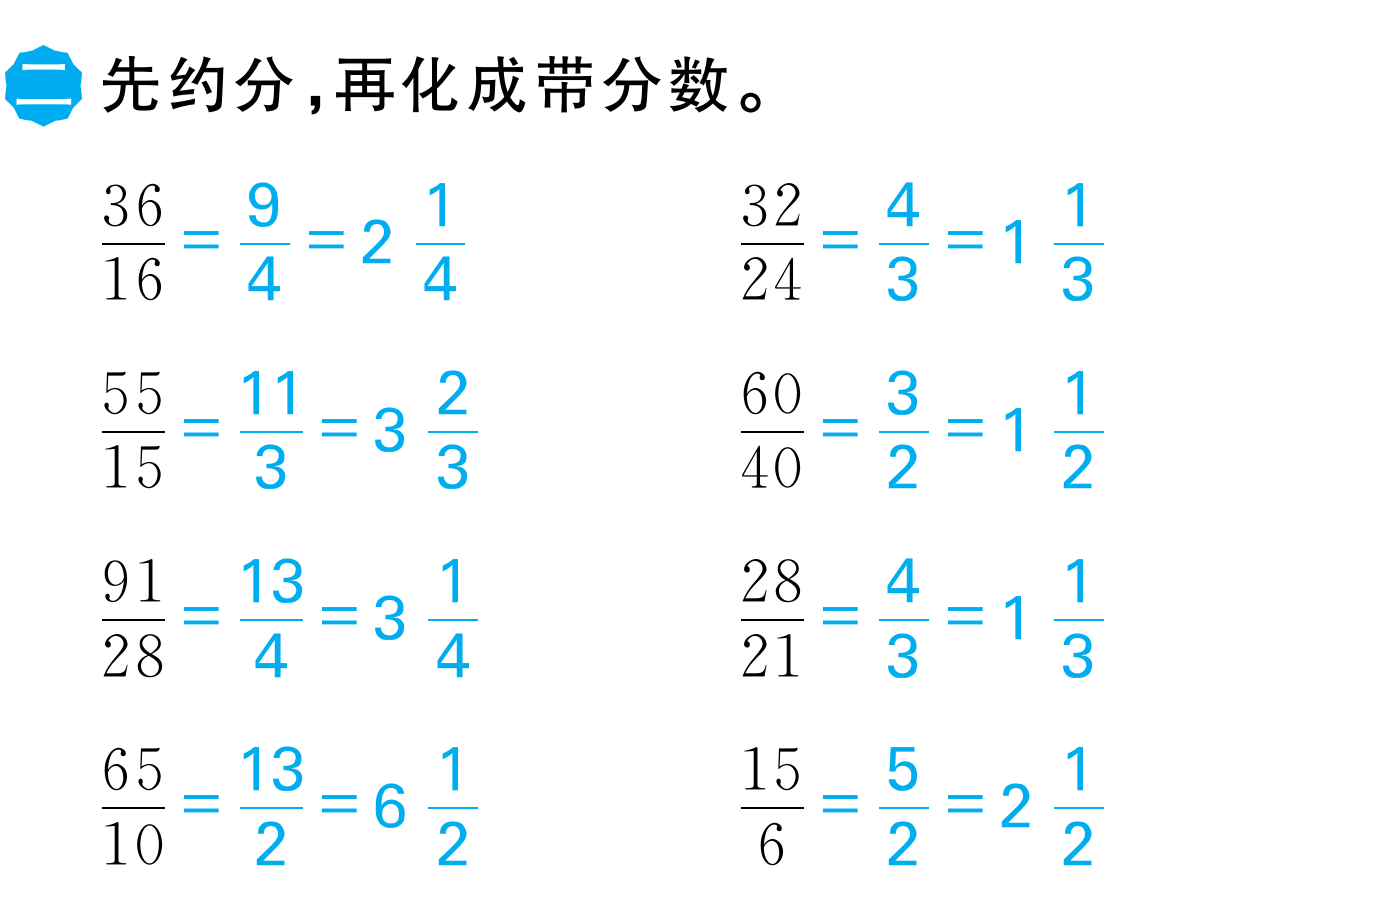 二 先约分,再化成带分数。
36/16 = 9/4 = 2 1/4 32/24 = 4/3 = 1 1/3
55/15 = 11/3 = 3 2/3 60/40 = 3/2 = 1 1/2
91/28 = 13/4 = 3 1/4 28/21 = 4/3 = 1 1/3
65/10 = 13/2 = 6 1/2 15/6 = 5/2 = 2 1/2